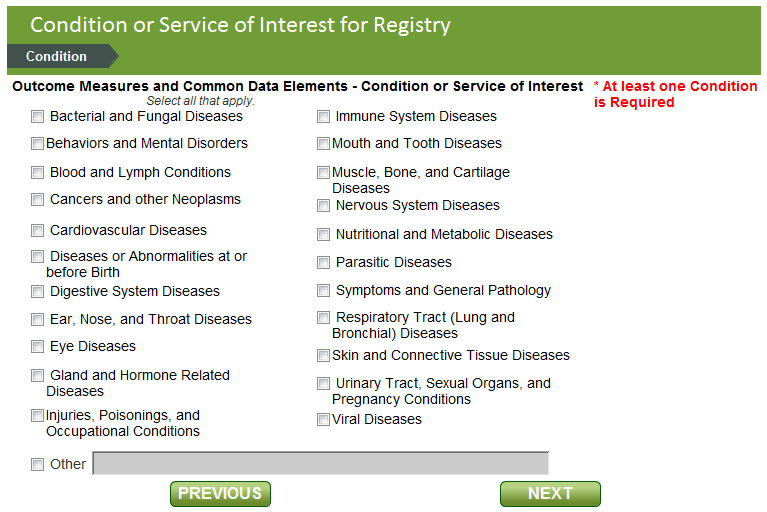 Condition or Service of Interest for Registry
Condition
Outcome Measures and Common Data Elements - Condition or Service of Interest
* At least one Condition
is Required
Select all that apply.
Bacterial and Fungal Diseases
Behaviors and Mental Disorders
Blood and Lymph Conditions
Cancers and other Neoplasms
Cardiovascular Diseases
Diseases or Abnormalities at or
before Birth
Digestive System Diseases
Ear, Nose, and Throat Diseases
Eye Diseases
Gland and Hormone Related
Diseases
Injuries, Poisonings, and
Occupational Conditions
Immune System Diseases
Mouth and Tooth Diseases
Muscle, Bone, and Cartilage
Diseases
Nervous System Diseases
Nutritional and Metabolic Diseases
Parasitic Diseases
Symptoms and General Pathology
Respiratory Tract (Lung and
Bronchial) Diseases
Skin and Connective Tissue Diseases
Urinary Tract, Sexual Organs, and
Pregnancy Conditions
Viral Diseases
Other
PREVIOUS
NEXT